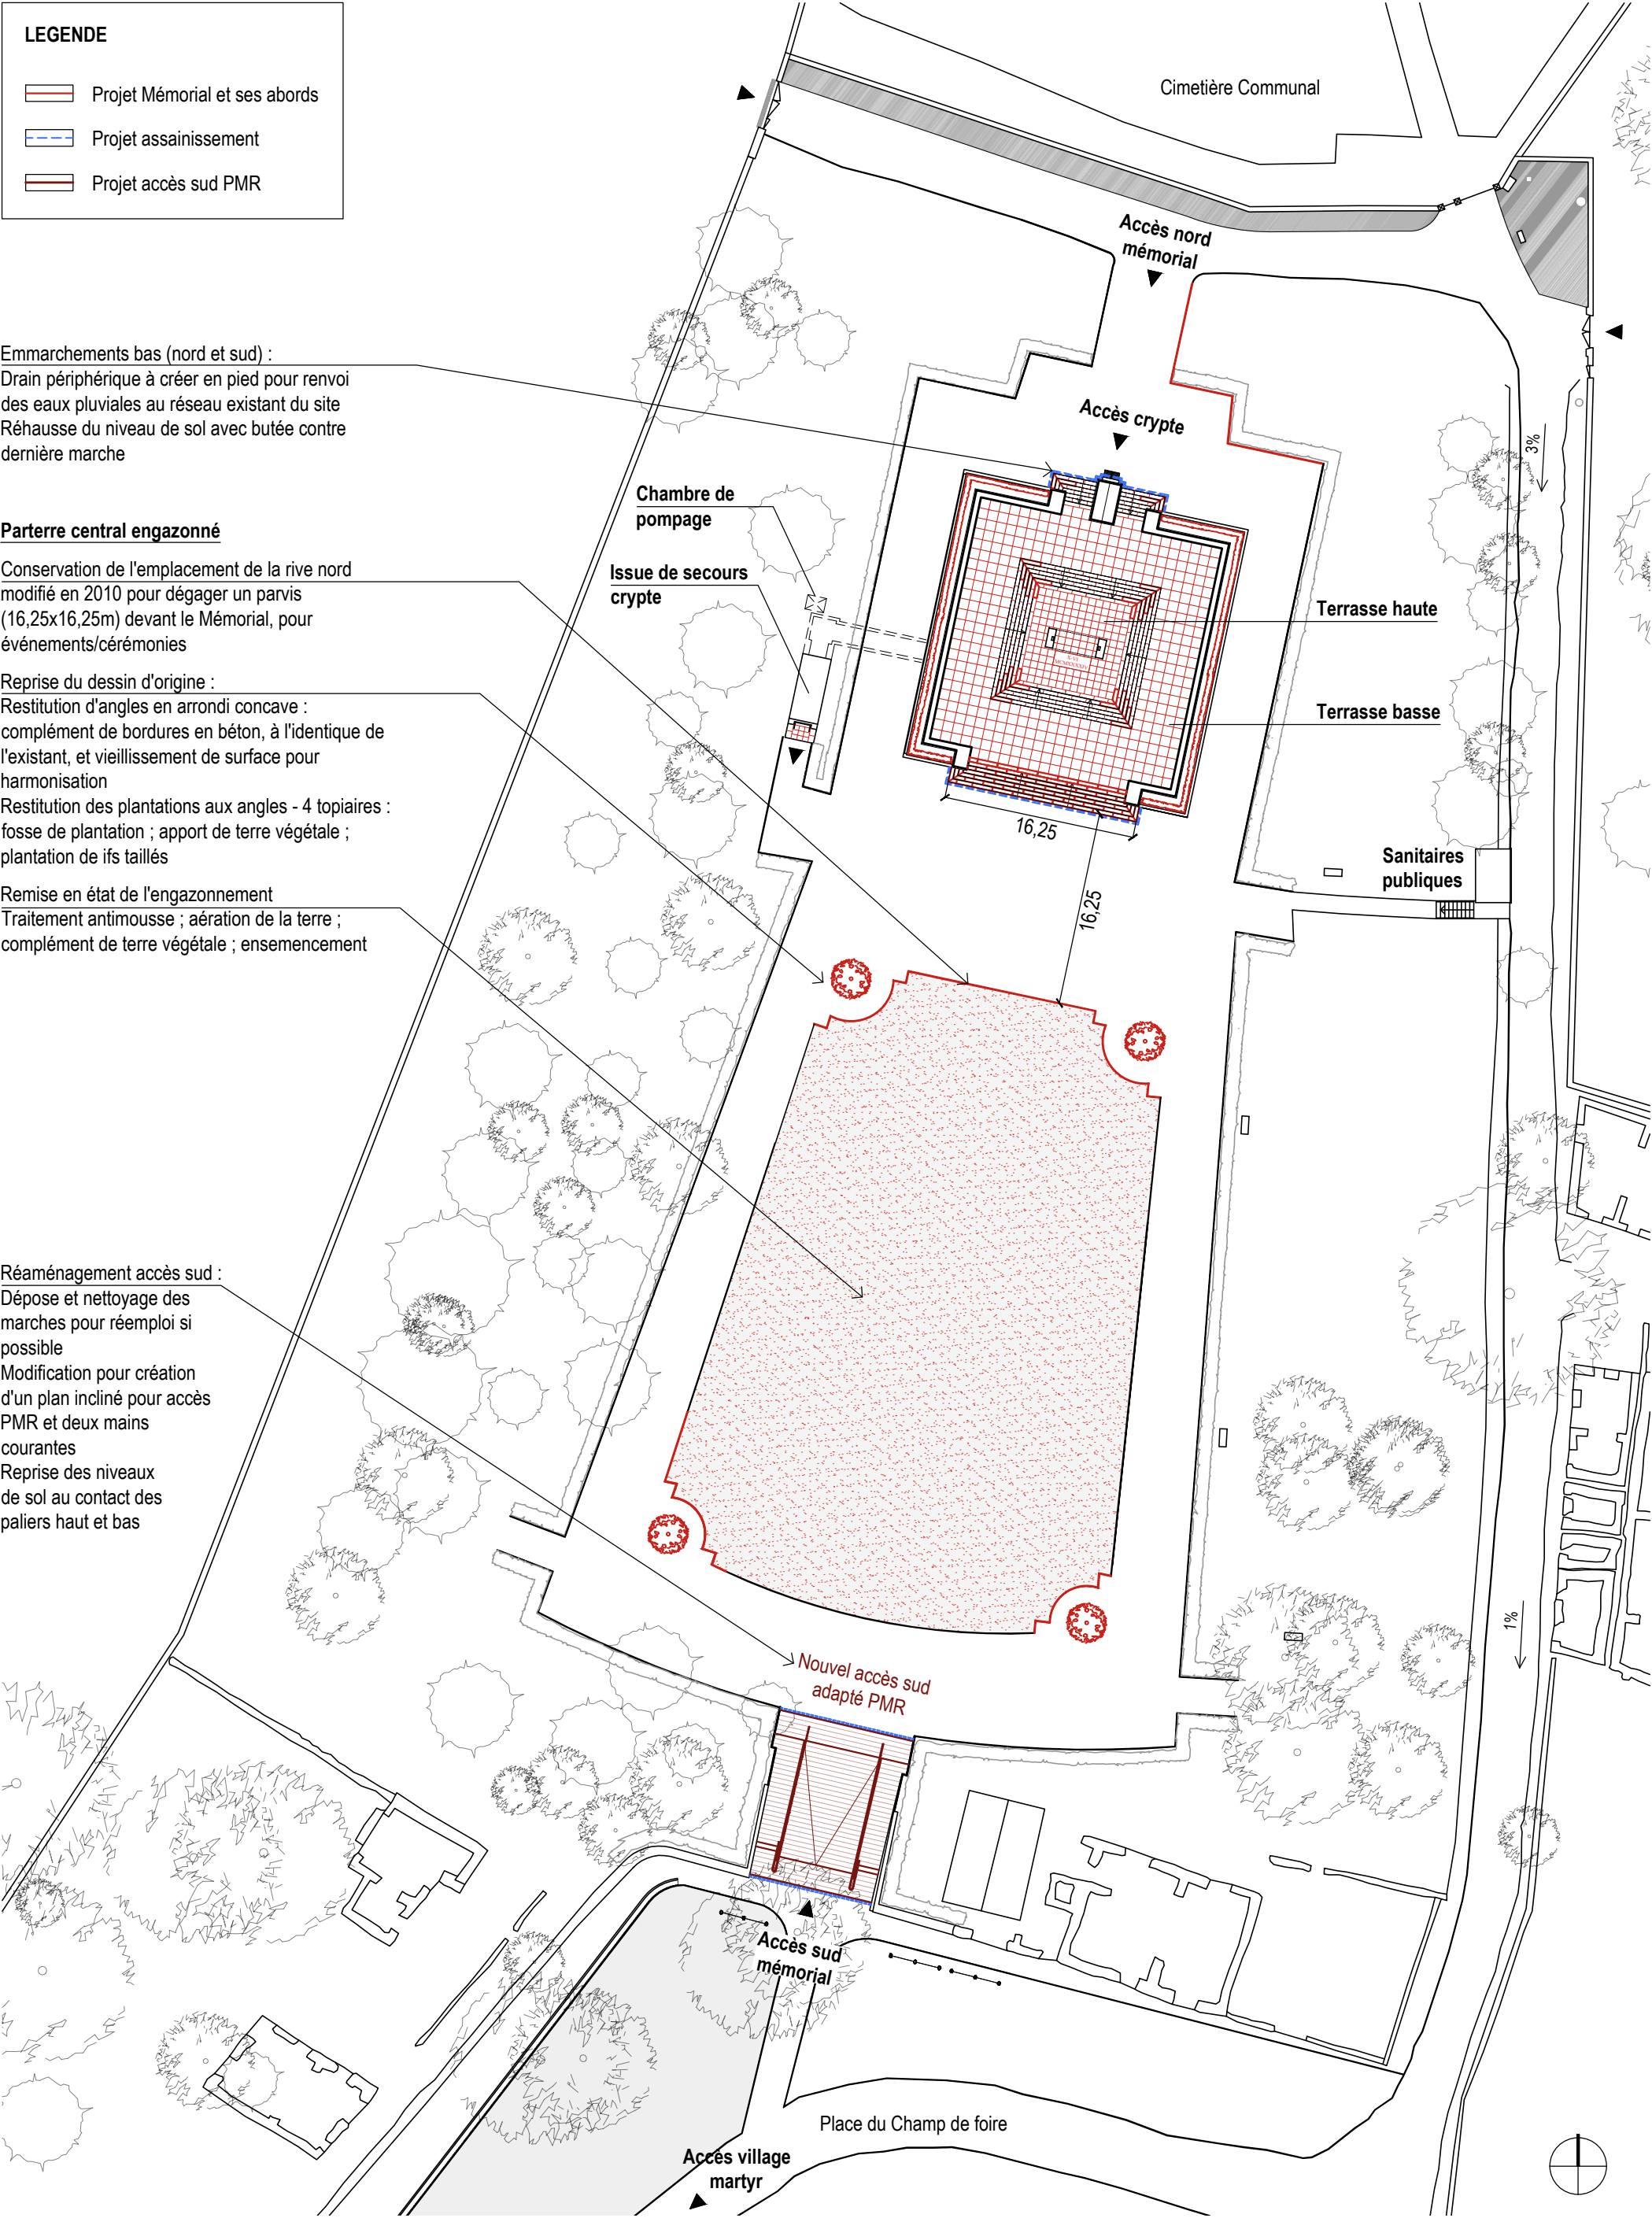 LEGENDE
Projet Mémorial et ses abords
Projet assainissement
Projet accès sud PMR
Cimetière Communal
Accès nord
mémorial
Emmarchements bas (nord et sud) :
Drain périphérique à créer en pied pour renvoi
des eaux pluviales au réseau existant du site
Réhausse du niveau de sol avec butée contre
dernière marche
Accès crypte
3%
Chambre de
pompage
Parterre central engazonné
Conservation de l'emplacement de la rive nord
modifié en 2010 pour dégager un parvis
(16,25x16,25m) devant le Mémorial, pour
événements/cérémonies
Issue de secours
crypte
Terrasse haute
Terrasse basse
Reprise du dessin d'origine :
Restitution d'angles en arrondi concave :
complément de bordures en béton, à l'identique de
l'existant, et vieillissement de surface pour
harmonisation
Restitution des plantations aux angles - 4 topiaires :
fosse de plantation ; apport de terre végétale ;
plantation de ifs taillés
16,25
16,25
Sanitaires
publiques
Remise en état de l'engazonnement
Traitement antimousse ; aération de la terre ;
complément de terre végétale ; ensemencement
Réaménagement accès sud :
Dépose et nettoyage des
marches pour réemploi si
possible
Modification pour création
d'un plan incliné pour accès
PMR et deux mains
courantes
Reprise des niveaux
de sol au contact des
paliers haut et bas
1%
Nouvel accès sud
adapté PMR
Accès sud
mémorial
Place du Champ de foire
Accès village
martyr